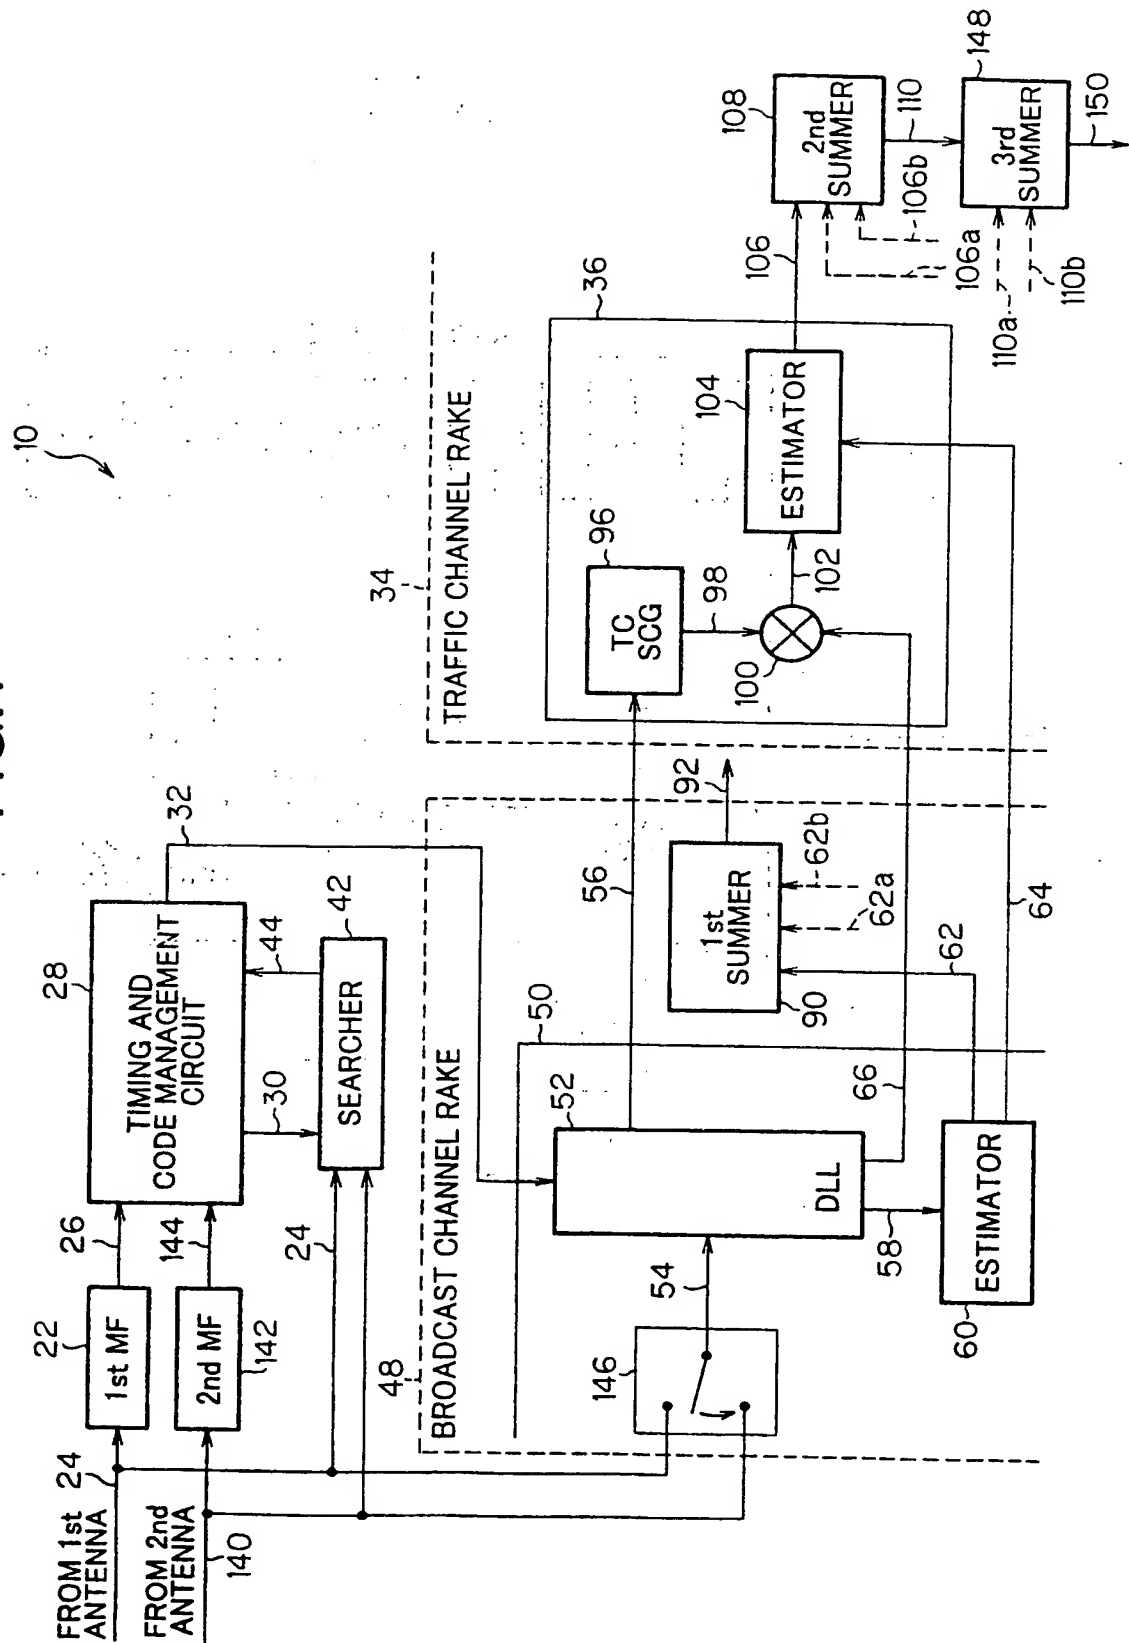 10
FROM 1st
ANTENNA
24
22
1st MF
26
FROM 2nd
ANTENNA
140
2nd MF
142
144
28
TIMING AND
CODE MANAGEMENT
CIRCUIT
32
30
44
24
SEARCHER
42
48
BROADCAST CHANNEL RAKE
50
146
54
52
DLL
56
58
60
ESTIMATOR
66
62
64
1st
SUMMER
90
92
62b
62a
34
TRAFFIC CHANNEL RAKE
36
TC
SCG
96
98
100
102
ESTIMATOR
104
106
108
2nd
SUMMER
106a
106b
110
148
3rd
SUMMER
110a
110b
150